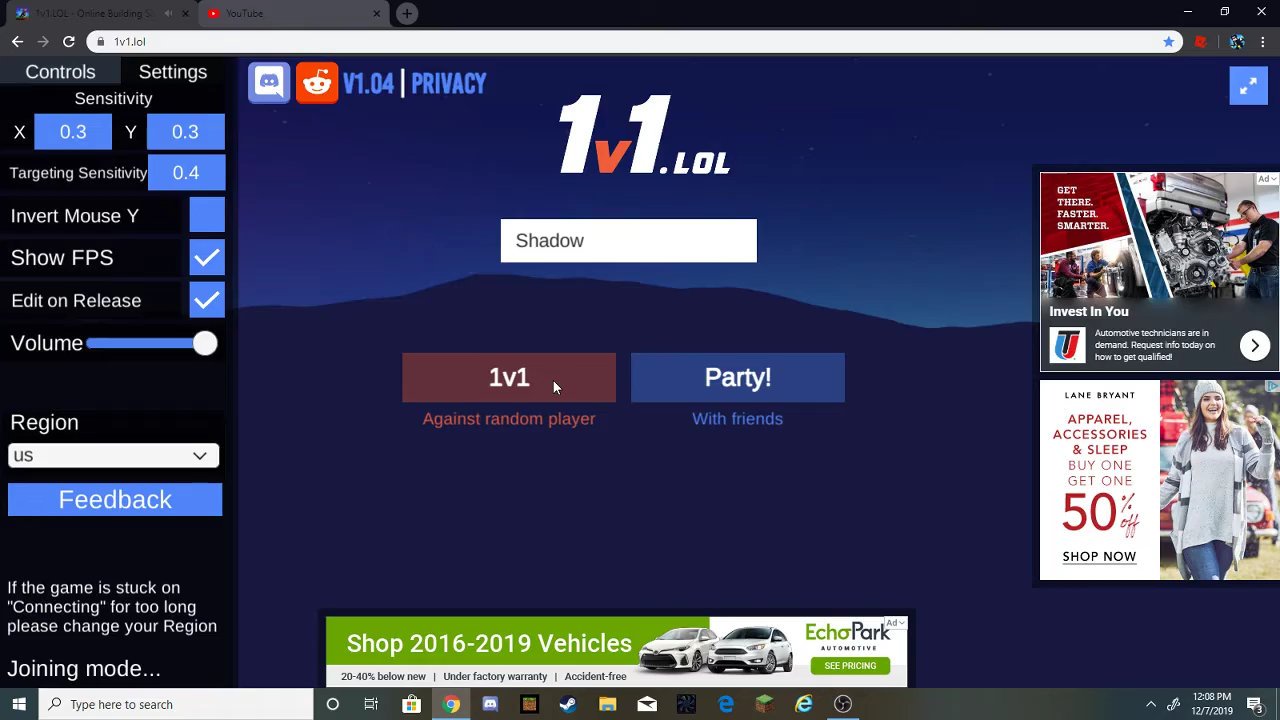 1v1.LOL - Online Building Si
YouTube
1v1.lol
Controls
Settings
V1.04 | PRIVACY
Sensitivity
X 0.3 Y 0.3
Targeting Sensitivity 0.4
Invert Mouse Y
Show FPS
Edit on Release
Volume
Region
us
Feedback
If the game is stuck on
"Connecting" for too long
please change your Region
Joining mode...
1v1.LOL
Shadow
1v1
Against random player
Party!
With friends
Ad
GET
THERE.
FASTER.
SMARTER.
Invest In You
Automotive technicians are in
demand. Request info today on
how to get qualified!
LANE BRYANT
APPAREL,
ACCESSORIES
& SLEEP
BUY ONE
GET ONE
50% off
SHOP NOW
Shop 2016-2019 Vehicles
20-40% below new | Under factory warranty | Accident-free
EchoPark
AUTOMOTIVE
SEE PRICING
Ad
Type here to search
12:08 PM
12/7/2019